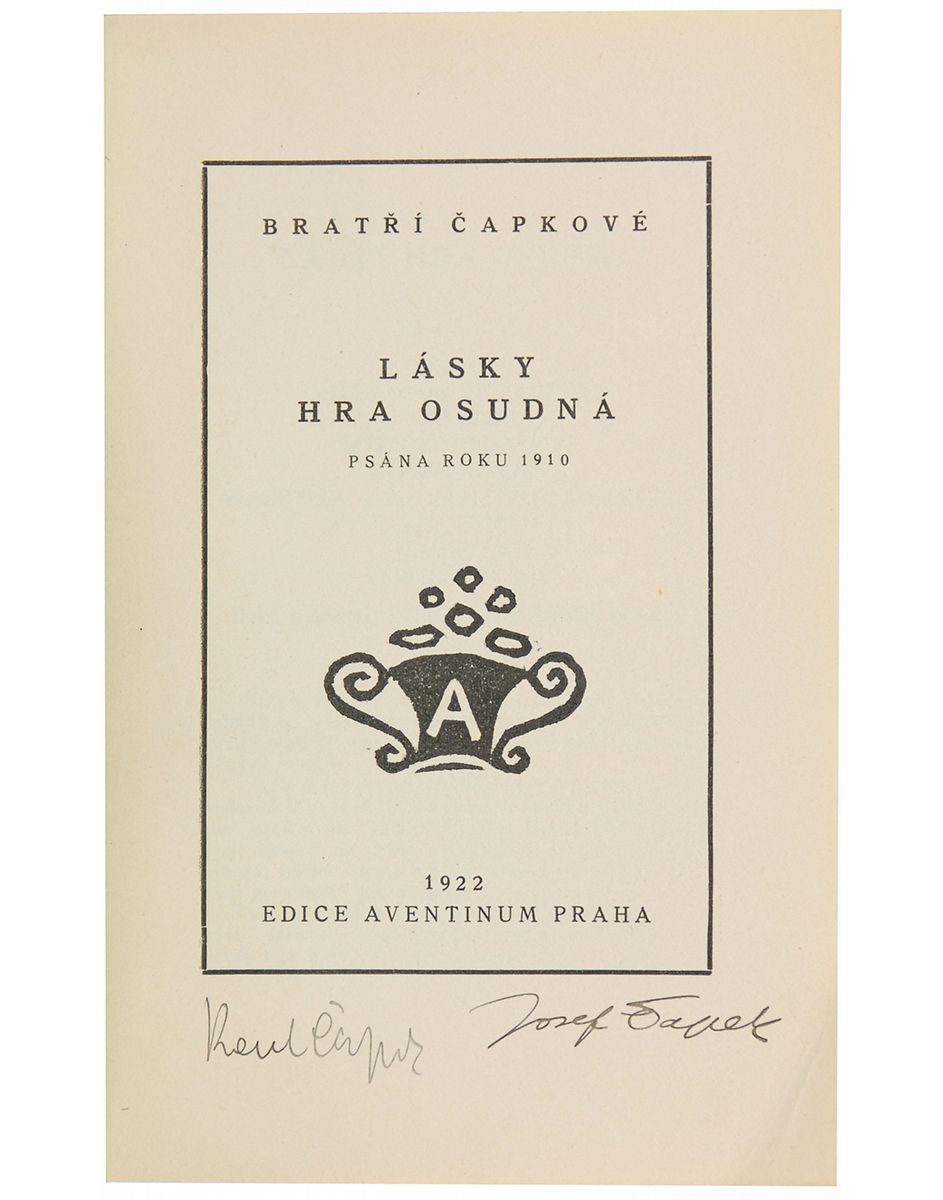 BRATŘÍ ČAPKOVÉ
LÁSKY
HRA OSUDNÁ
PSÁNA ROKU 1910
A
1922
EDICE AVENTINUM PRAHA
Karel Čapek Josef Čapek